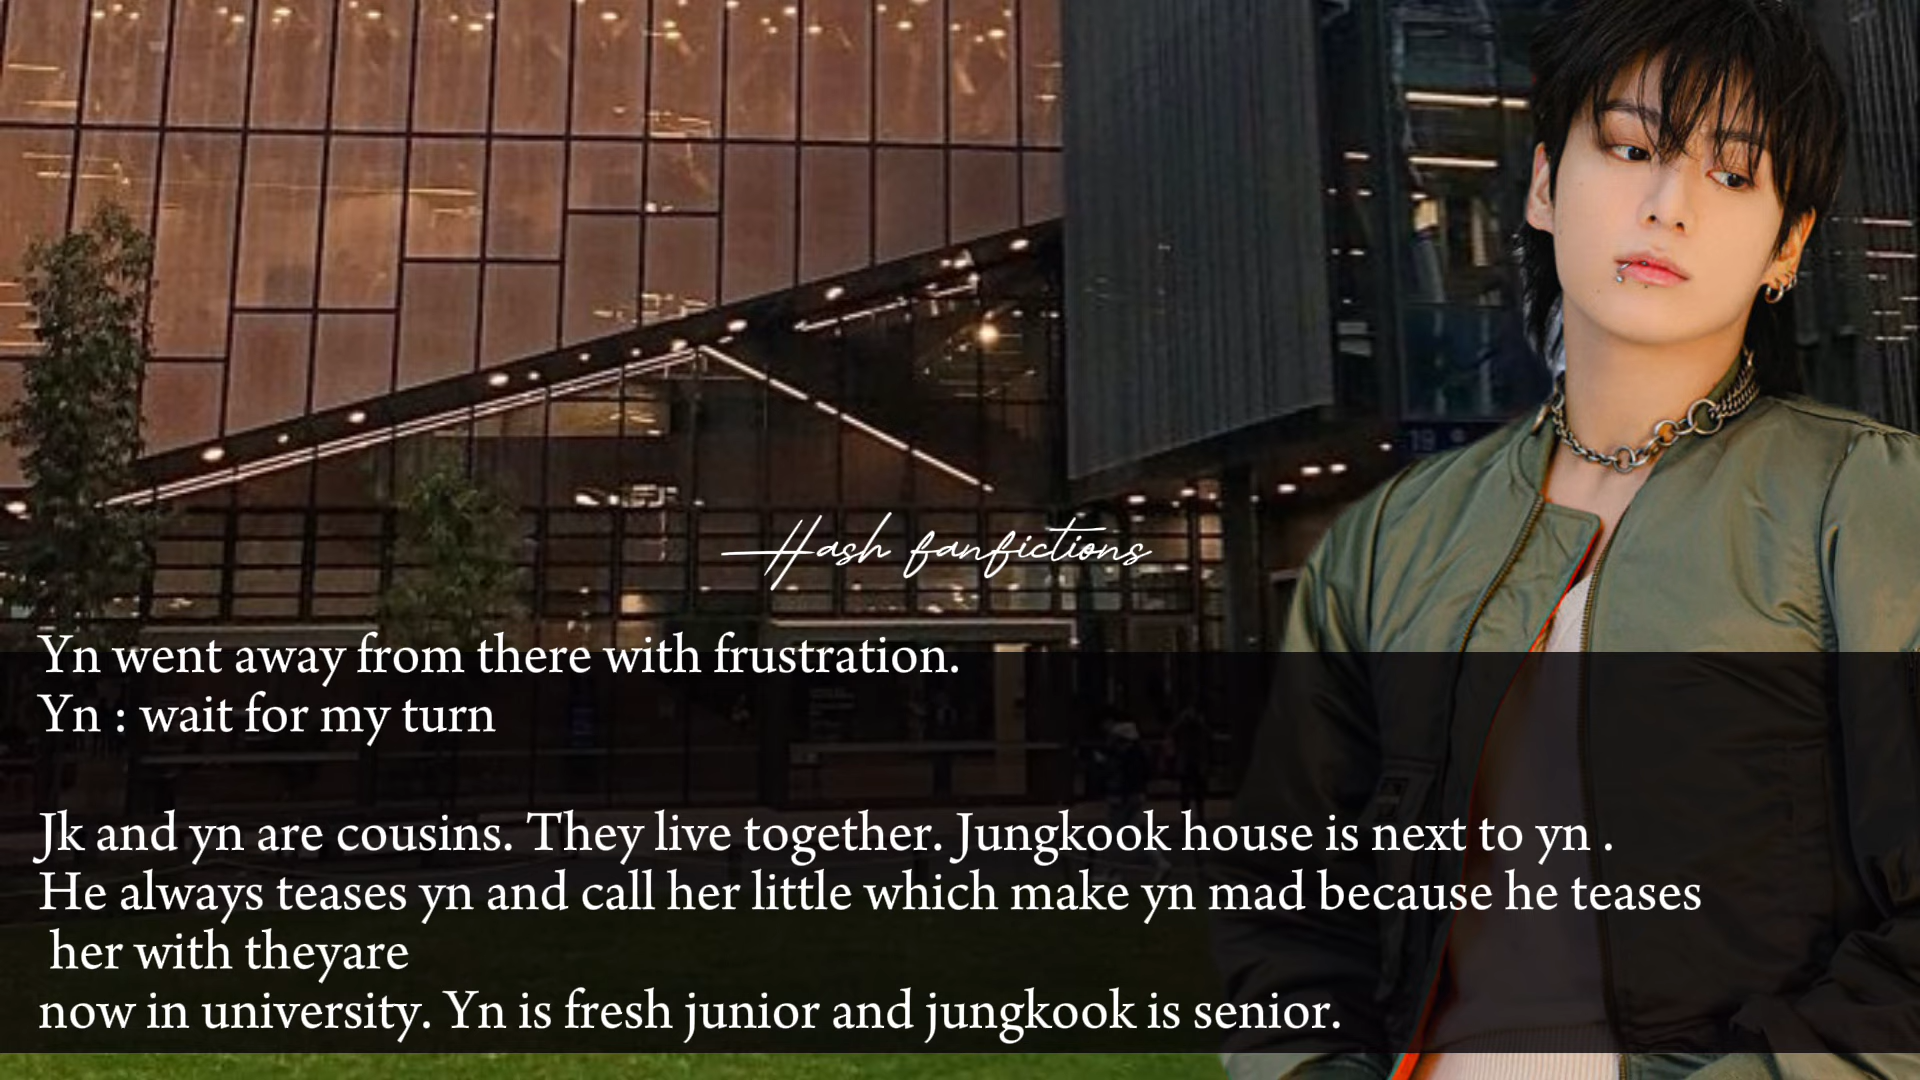 19
Hash fanfictions
Yn went away from there with frustration.
Yn : wait for my turn
Jk and yn are cousins. They live together. Jungkook house is next to yn .
He always teases yn and call her little which make yn mad because he teases
her with theyare
now in university. Yn is fresh junior and jungkook is senior.